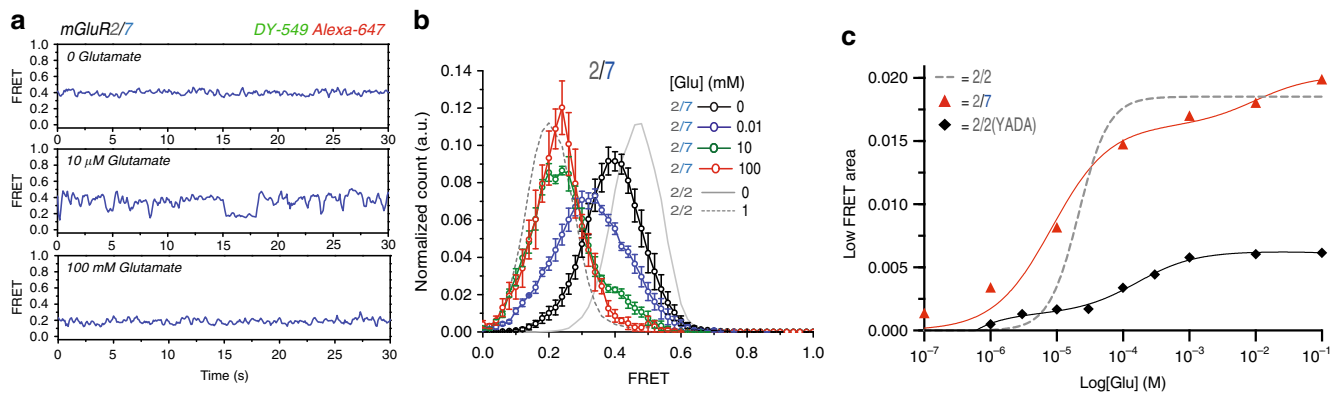 a
mGluR2/7 DY-549 Alexa-647
0 Glutamate
FRET
1.0
0.8
0.6
0.4
0.2
0.0
0 5 10 15 20 25 30
10 μM Glutamate
FRET
1.0
0.8
0.6
0.4
0.2
0.0
0 5 10 15 20 25 30
100 mM Glutamate
FRET
1.0
0.8
0.6
0.4
0.2
0.0
0 5 10 15 20 25 30
Time (s)
b
2/7
Normalized count (a.u.)
0.14
0.12
0.10
0.08
0.06
0.04
0.02
0.00
0.0 0.2 0.4 0.6 0.8 1.0
FRET
[Glu] (mM)
2/7 0
2/7 0.01
2/7 10
2/7 100
2/2 0
2/2 1
c
Low FRET area
0.020
0.015
0.010
0.005
0.000
= 2/2
= 2/7
= 2/2(YADA)
10⁻⁷ 10⁻⁶ 10⁻⁵ 10⁻⁴ 10⁻³ 10⁻² 10⁻¹
Log[Glu] (M)